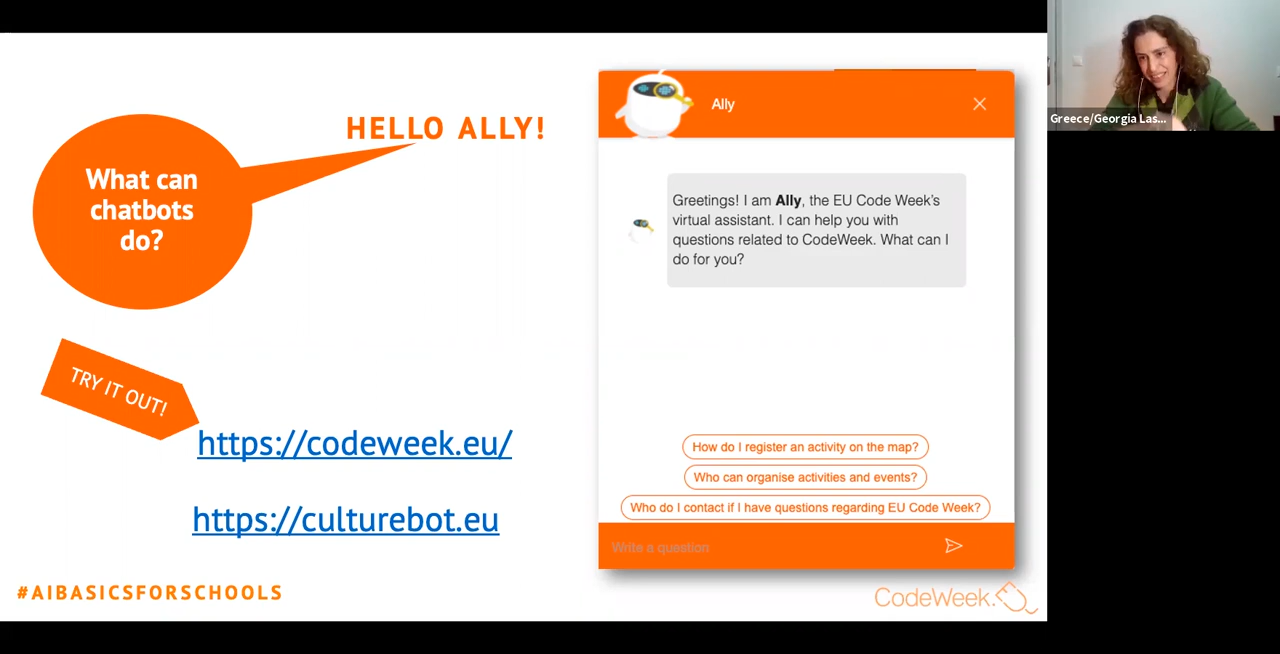 HELLO ALLY!
What can
chatbots
do?
TRY IT OUT!
https://codeweek.eu/
https://culturebot.eu
#AIBASICSFORSCHOOLS
Ally
Greetings! I am Ally, the EU Code Week's
virtual assistant. I can help you with
questions related to CodeWeek. What can I
do for you?
How do I register an activity on the map?
Who can organise activities and events?
Who do I contact if I have questions regarding EU Code Week?
Write a question
CodeWeek.
Greece/Georgia Las...